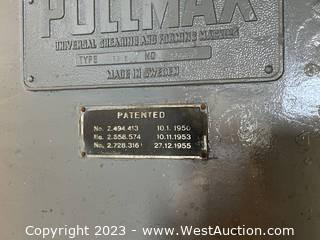 PULLMAX
UNIVERSAL SHEARING AND FORMING MACHINES
TYPE NO
MADE IN SWEDEN
PATENTED
No. 2.494.413 10.1.1950
No. 2.658.574 10.11.1953
No. 2.728.316 27.12.1955
Copyright 2023 - www.WestAuction.com